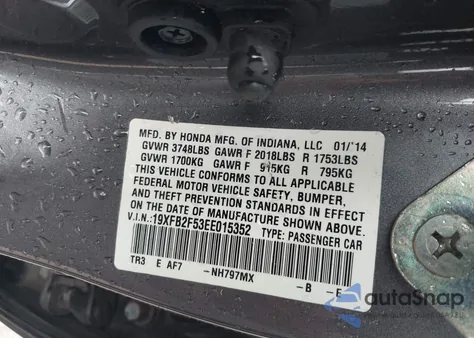 MFD. BY HONDA MFG. OF INDIANA, LLC 01/'14
GVWR 3748LBS GAWR F 2018LBS R 1753LBS
GVWR 1700KG GAWR F 915KG R 795KG
THIS VEHICLE CONFORMS TO ALL APPLICABLE
FEDERAL MOTOR VEHICLE SAFETY, BUMPER,
AND THEFT PREVENTION STANDARDS IN EFFECT
ON THE DATE OF MANUFACTURE SHOWN ABOVE.
V.I.N.:19XFB2F53EE015352 TYPE: PASSENGER CAR
TR3 E AF7 -NH797MX -B -E
autoSnap